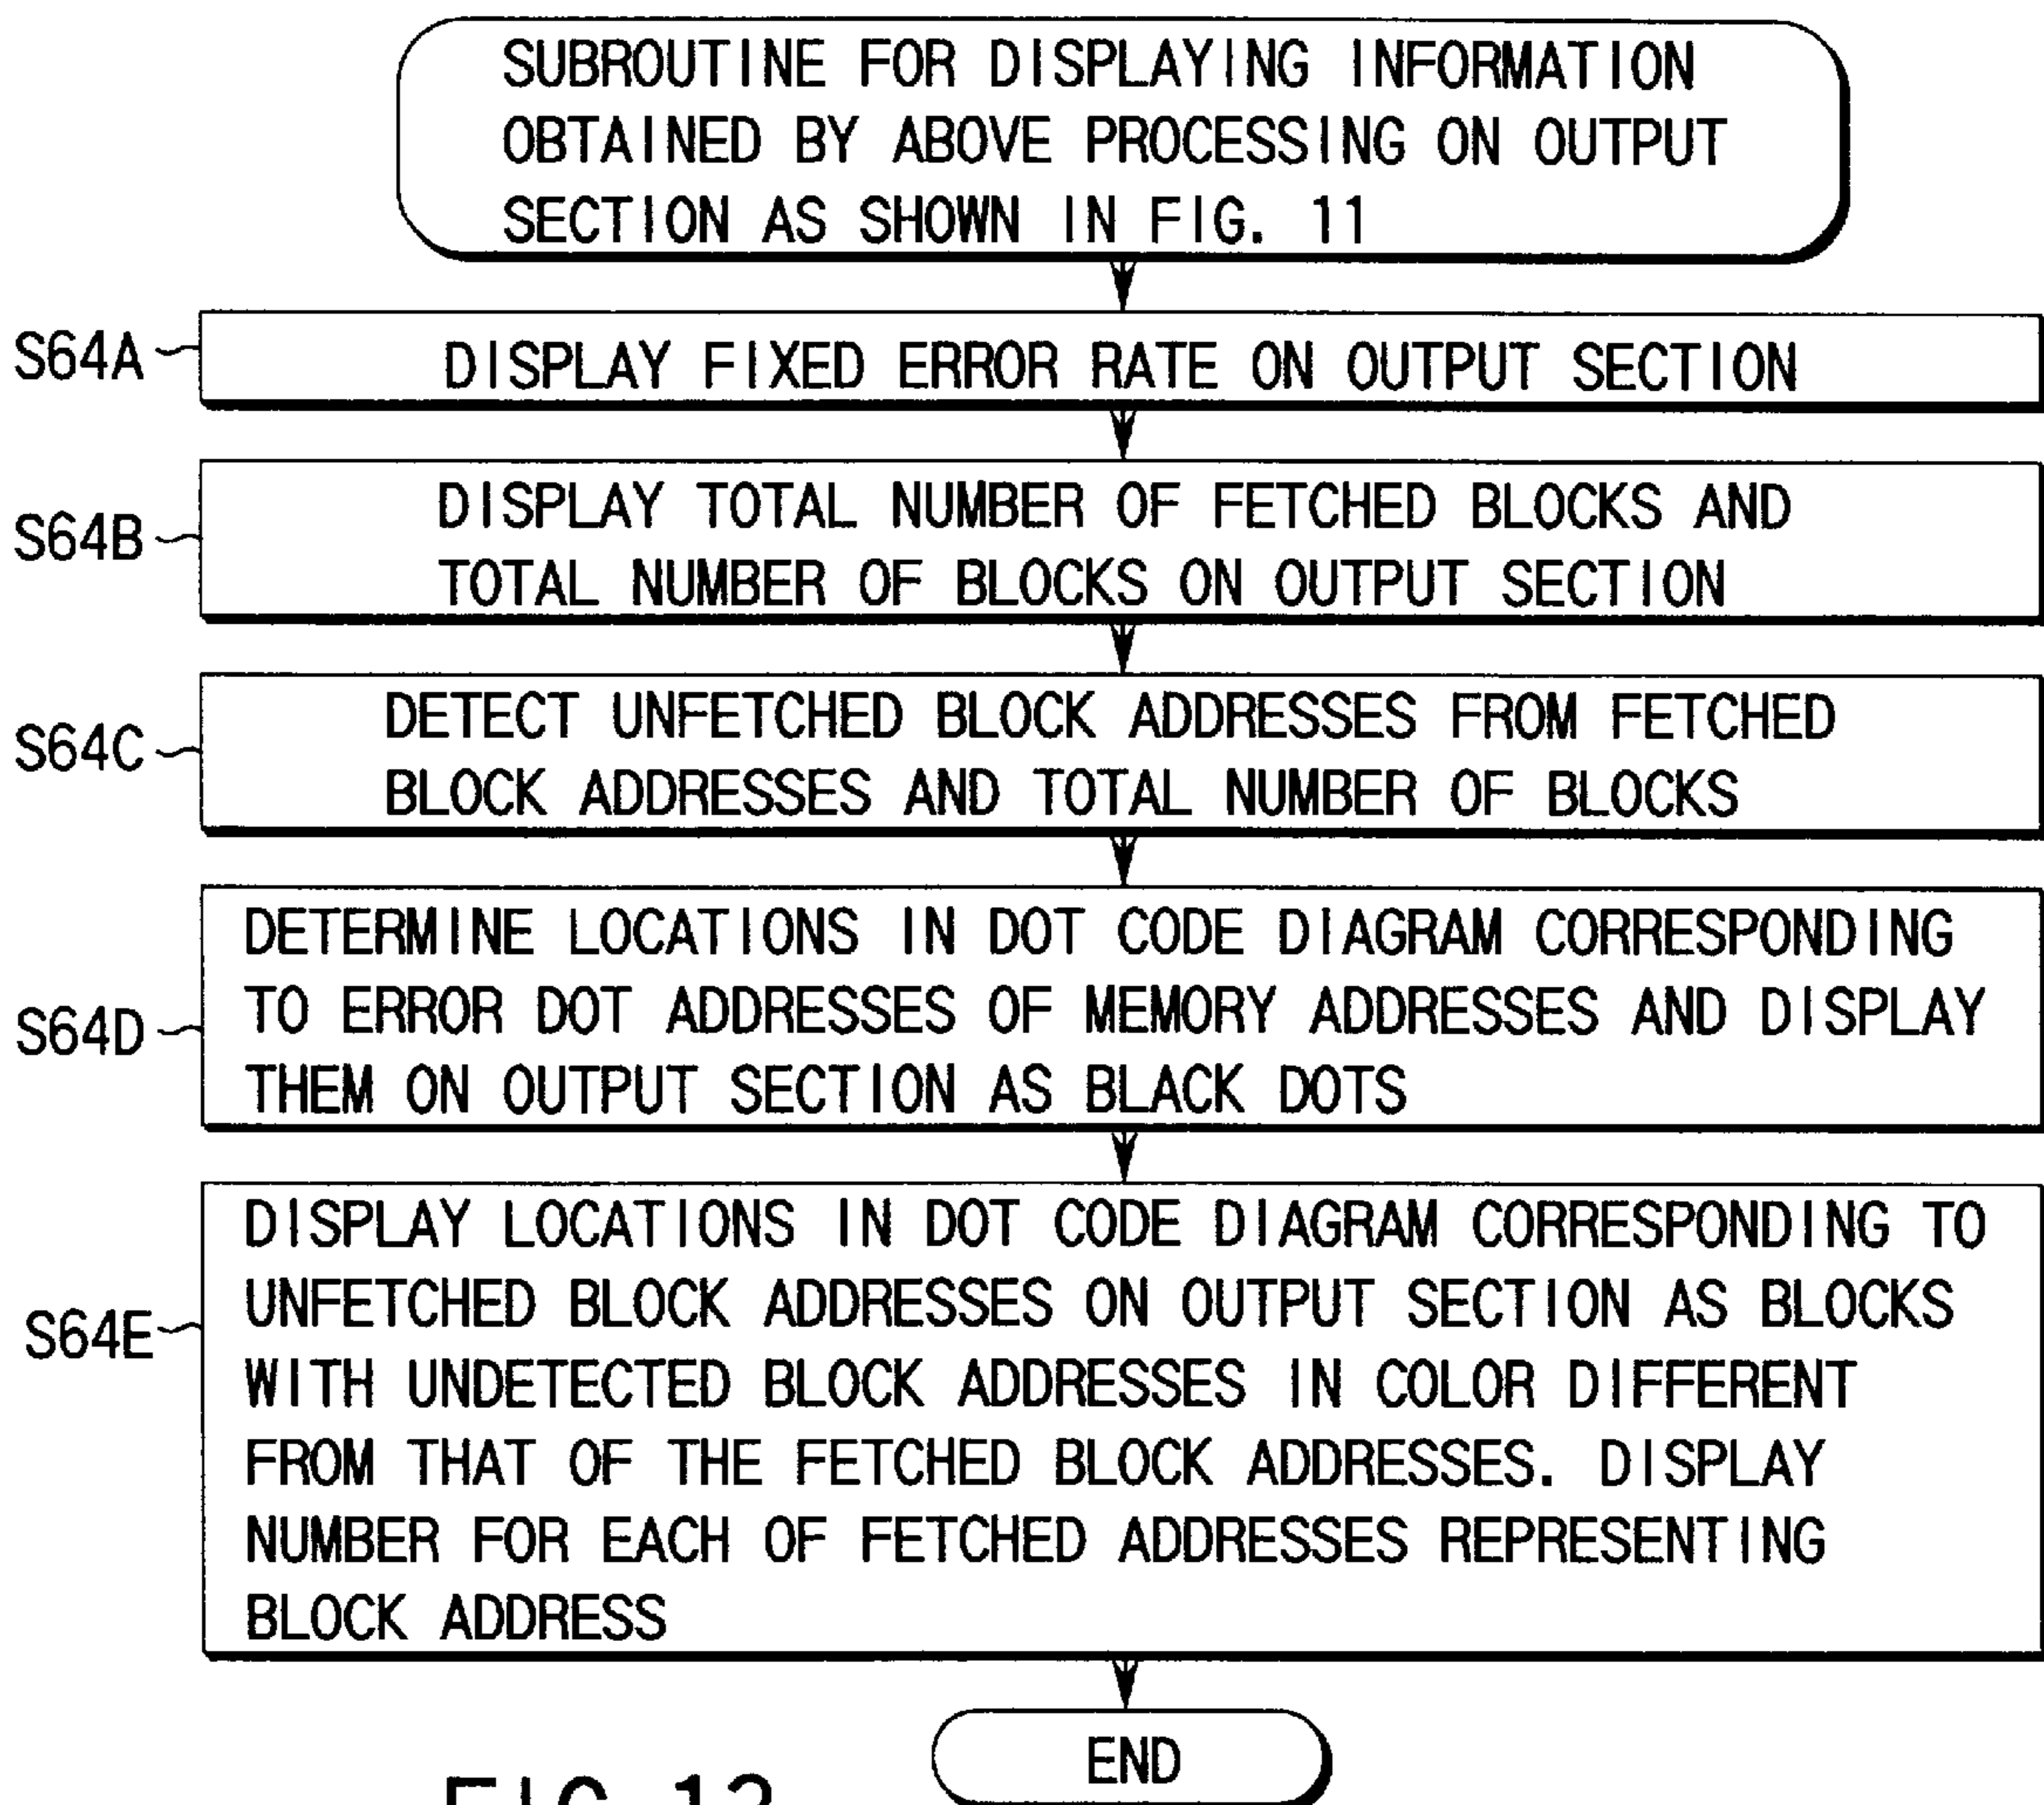 SUBROUTINE FOR DISPLAYING INFORMATION
OBTAINED BY ABOVE PROCESSING ON OUTPUT
SECTION AS SHOWN IN FIG. 11
S64A
DISPLAY FIXED ERROR RATE ON OUTPUT SECTION
S64B
DISPLAY TOTAL NUMBER OF FETCHED BLOCKS AND
TOTAL NUMBER OF BLOCKS ON OUTPUT SECTION
S64C
DETECT UNFETCHED BLOCK ADDRESSES FROM FETCHED
BLOCK ADDRESSES AND TOTAL NUMBER OF BLOCKS
S64D
DETERMINE LOCATIONS IN DOT CODE DIAGRAM CORRESPONDING
TO ERROR DOT ADDRESSES OF MEMORY ADDRESSES AND DISPLAY
THEM ON OUTPUT SECTION AS BLACK DOTS
S64E
DISPLAY LOCATIONS IN DOT CODE DIAGRAM CORRESPONDING TO
UNFETCHED BLOCK ADDRESSES ON OUTPUT SECTION AS BLOCKS
WITH UNDETECTED BLOCK ADDRESSES IN COLOR DIFFERENT
FROM THAT OF THE FETCHED BLOCK ADDRESSES. DISPLAY
NUMBER FOR EACH OF FETCHED ADDRESSES REPRESENTING
BLOCK ADDRESS
END